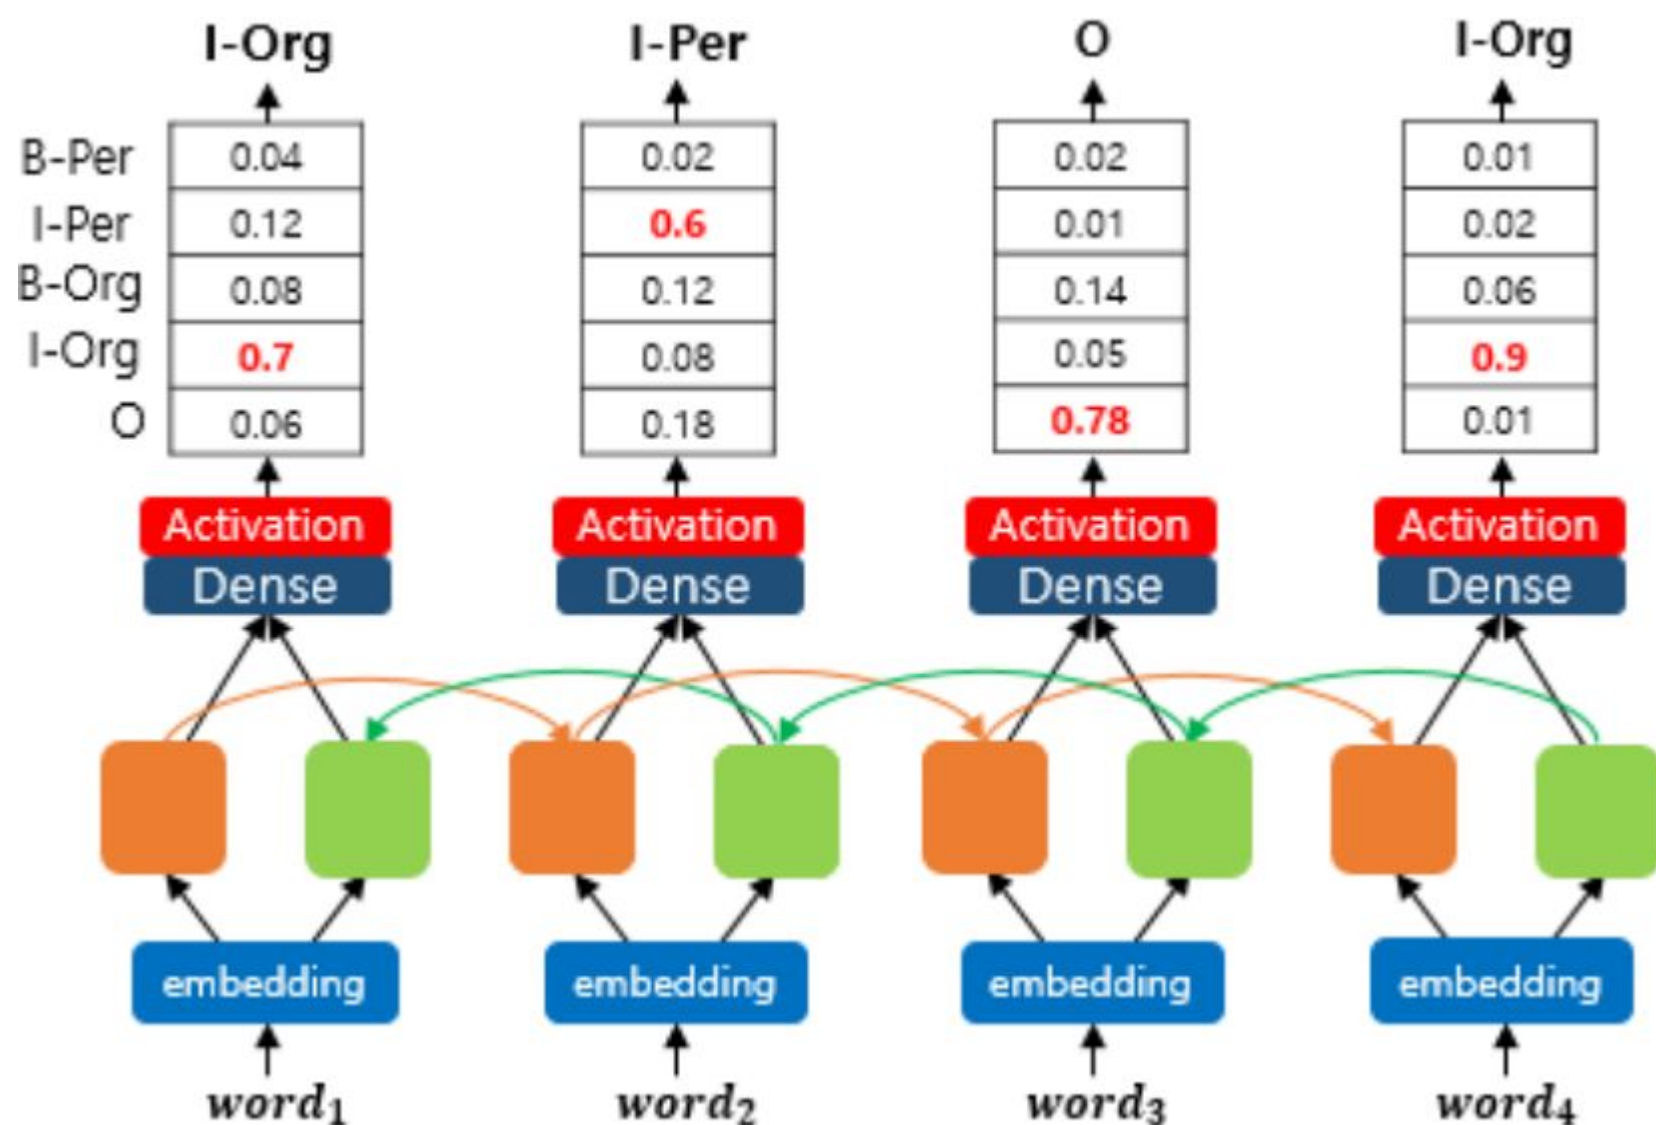 I-Org I-Per O I-Org
B-Per 0.04 0.02 0.02 0.01
I-Per 0.12 0.6 0.01 0.02
B-Org 0.08 0.12 0.14 0.06
I-Org 0.7 0.08 0.05 0.9
O 0.06 0.18 0.78 0.01
Activation Activation Activation Activation
Dense Dense Dense Dense
embedding embedding embedding embedding
word₁ word₂ word₃ word₄